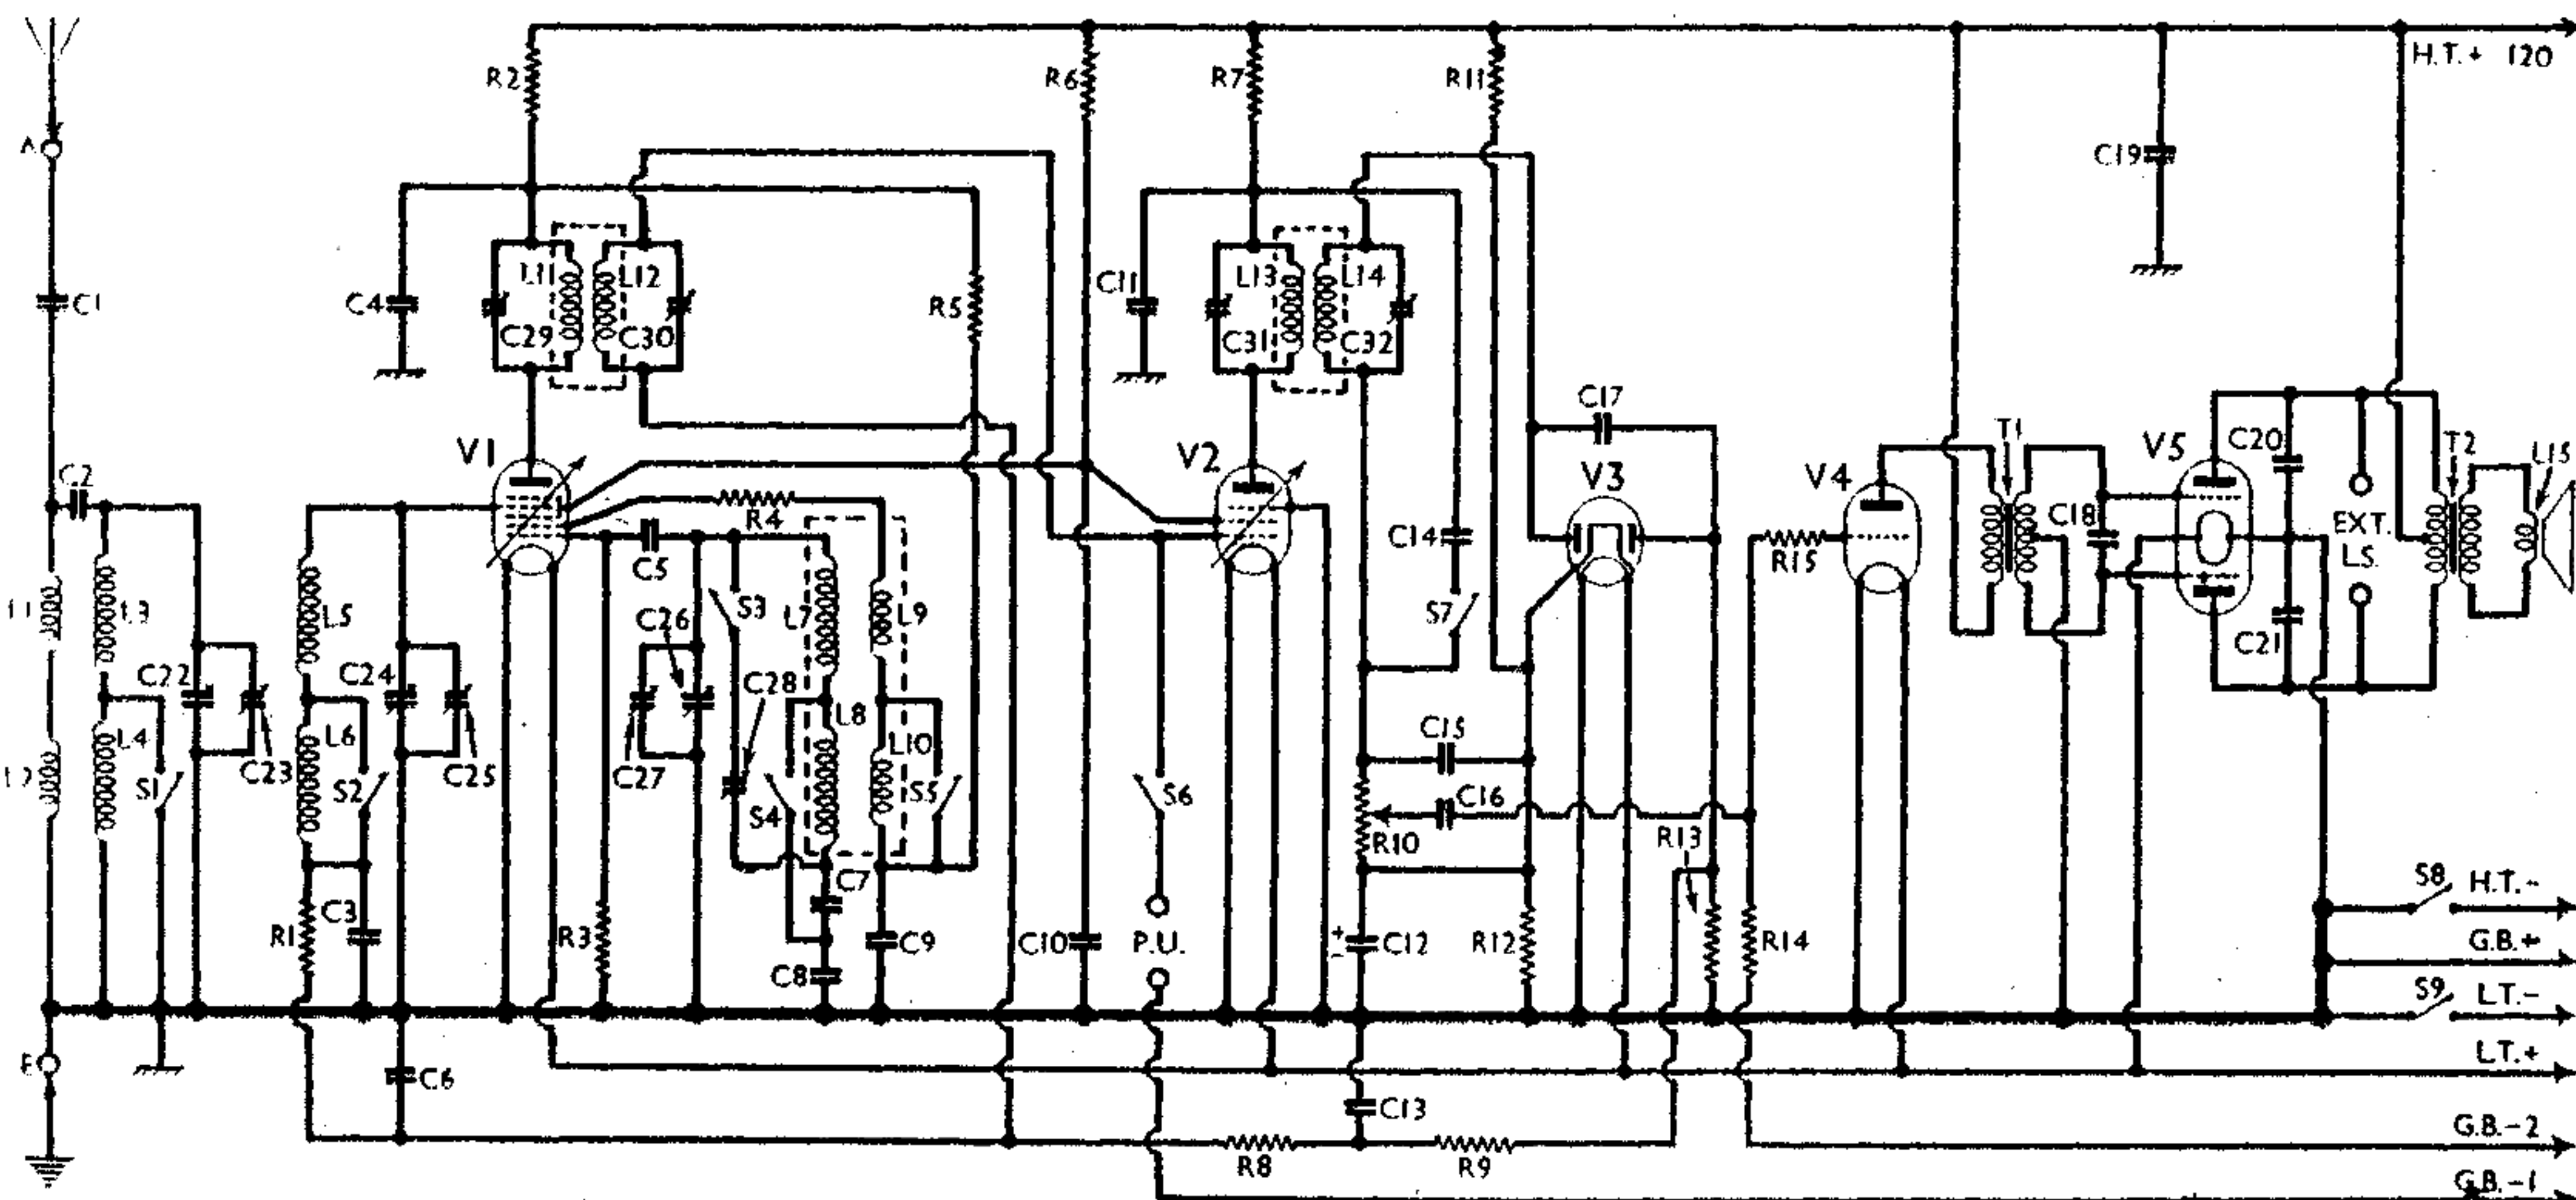 H.T.+ 120
R2
R6
R7
R11
A
C19
C1
C4
L11
L12
C29
C30
R5
C11
L13
L14
C31
C32
C17
V1
V2
V3
V4
T1
V5
C20
T2
L15
C2
R4
C5
C14
R15
C18
EXT.
L.S.
L3
L5
C26
S3
L7
L9
S7
C21
C22
C24
C28
L4
L6
L8
L10
C15
C23
C25
C27
S1
S2
S4
S5
S6
C16
R10
R13
C7
S8 H.T.-
C3
R1
R3
C9
C10
P.U.
+
-
C12
R12
R14
G.B.+
C8
S9 L.T.-
E
C6
L.T.+
C13
R8
R9
G.B.-2
G.B.-1